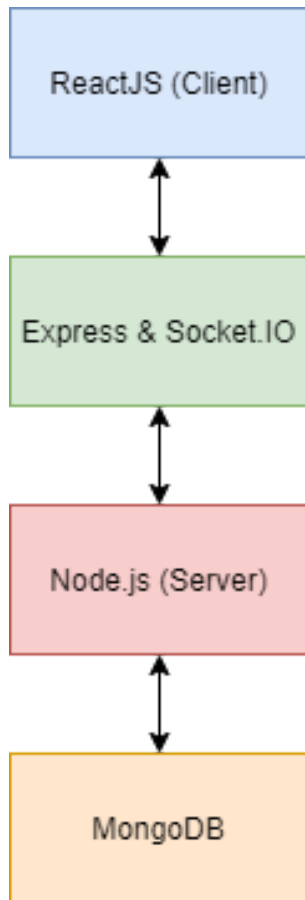 ReactJS (Client)
Express & Socket.IO
Node.js (Server)
MongoDB